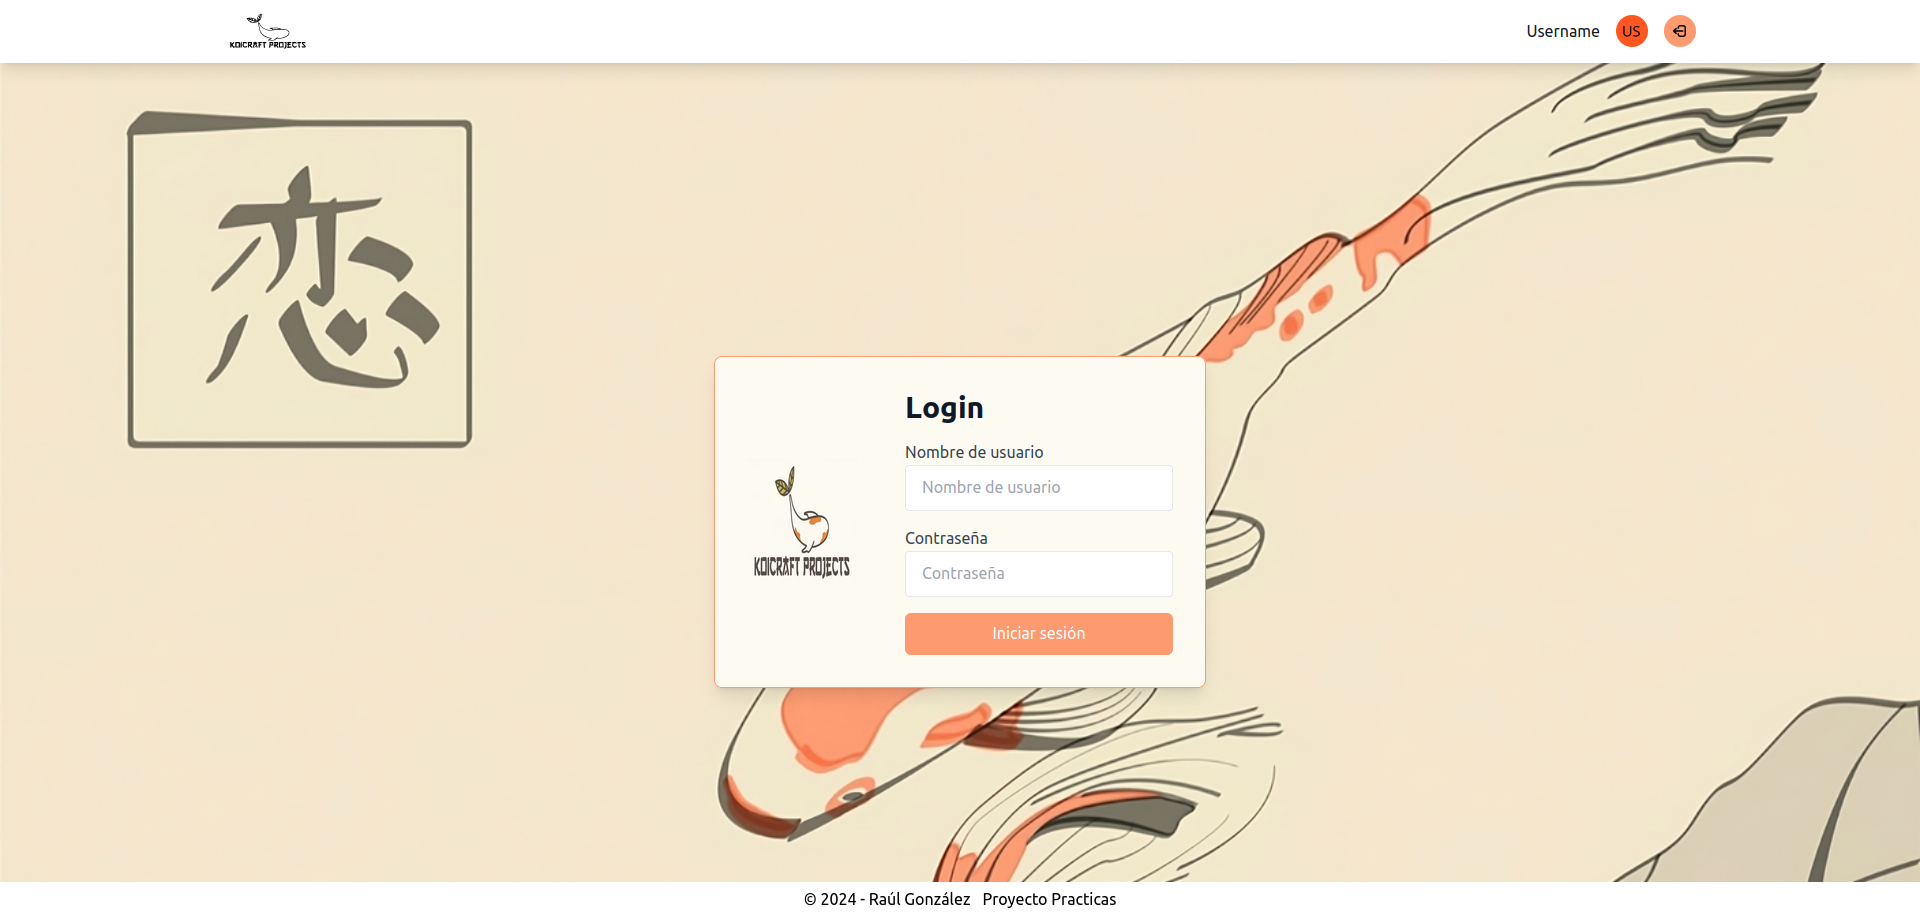 KOICRAFT PROJECTS
Username
US
恋
Login
Nombre de usuario
Nombre de usuario
Contraseña
Contraseña
KOICRAFT PROJECTS
Iniciar sesión
© 2024 - Raúl González Proyecto Practicas